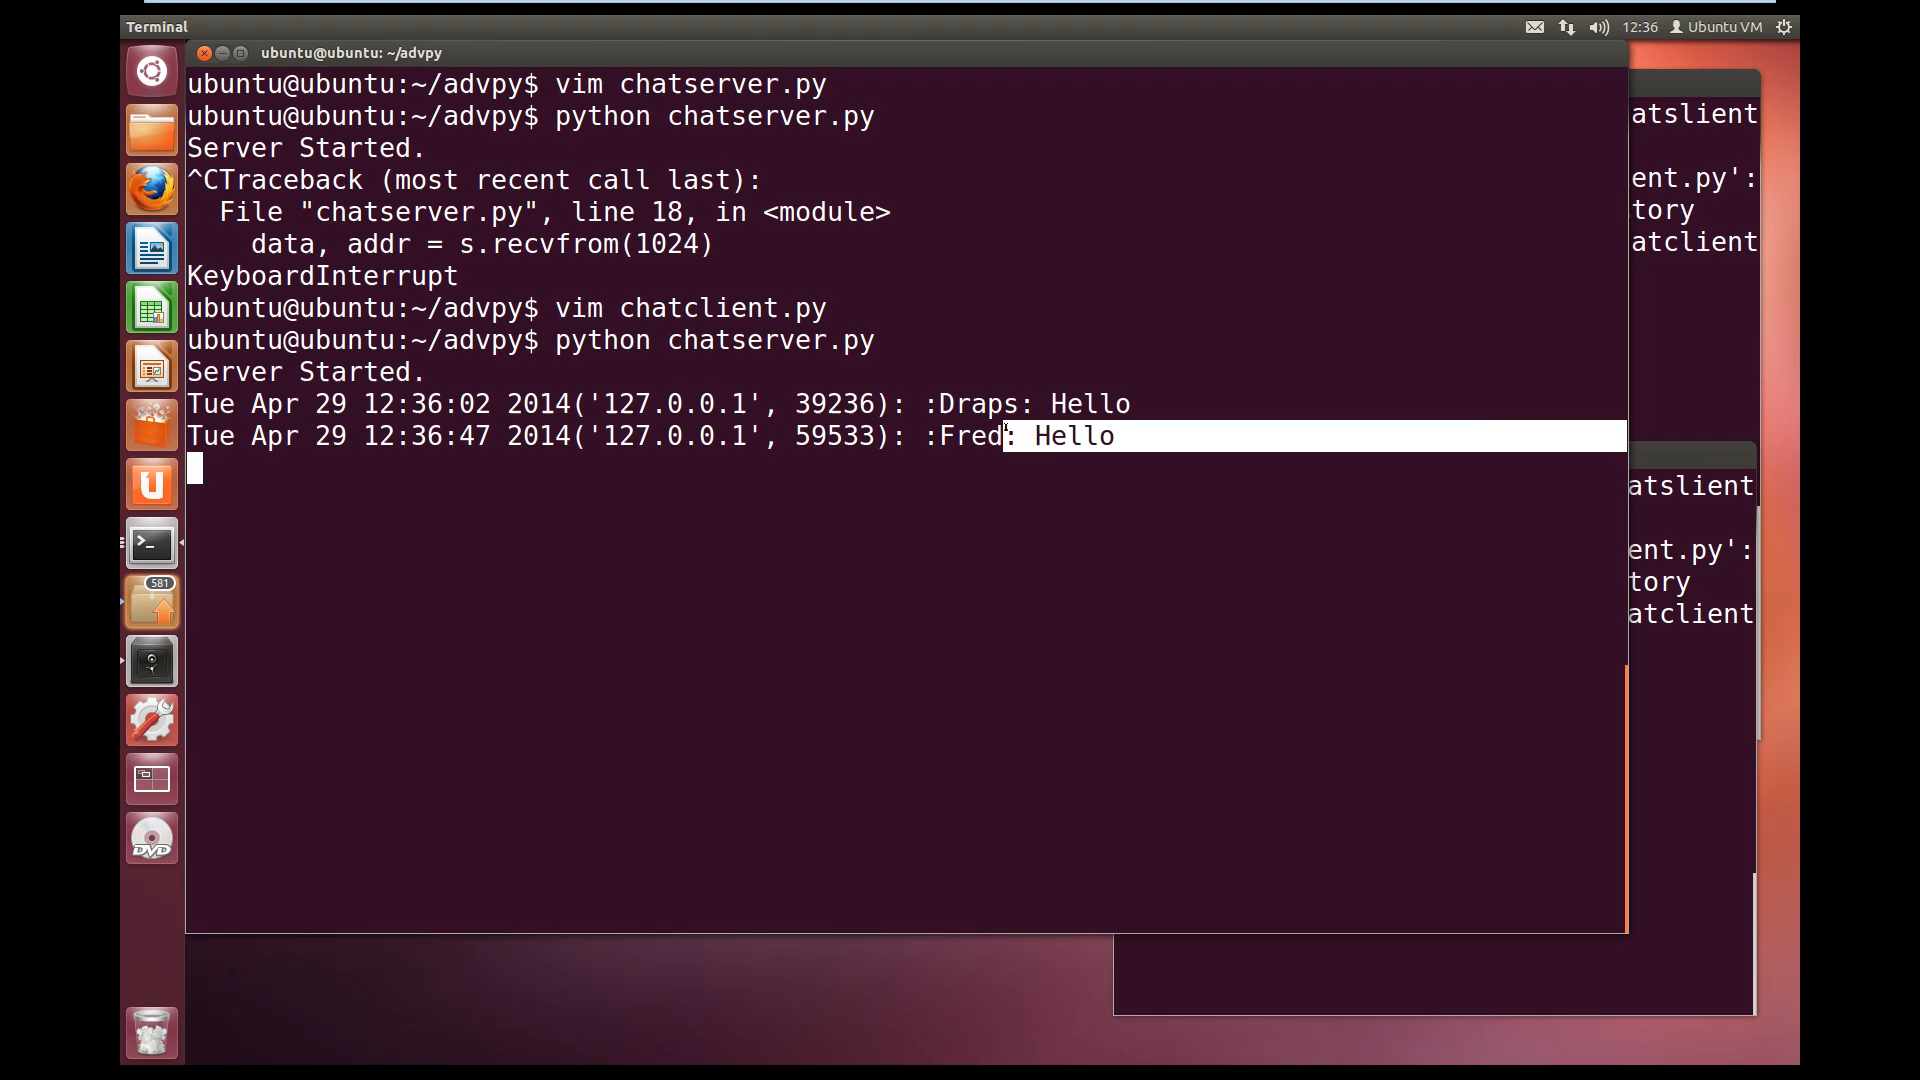 Terminal
12:36 Ubuntu VM
ubuntu@ubuntu: ~/advpy
ubuntu@ubuntu:~/advpy$ vim chatserver.py
ubuntu@ubuntu:~/advpy$ python chatserver.py
Server Started.
^CTraceback (most recent call last):
  File "chatserver.py", line 18, in <module>
    data, addr = s.recvfrom(1024)
KeyboardInterrupt
ubuntu@ubuntu:~/advpy$ vim chatclient.py
ubuntu@ubuntu:~/advpy$ python chatserver.py
Server Started.
Tue Apr 29 12:36:02 2014('127.0.0.1', 39236): :Draps: Hello
Tue Apr 29 12:36:47 2014('127.0.0.1', 59533): :Fred: Hello
atslient
ent.py':
tory
atclient
atslient
ent.py':
tory
atclient
581
DVD